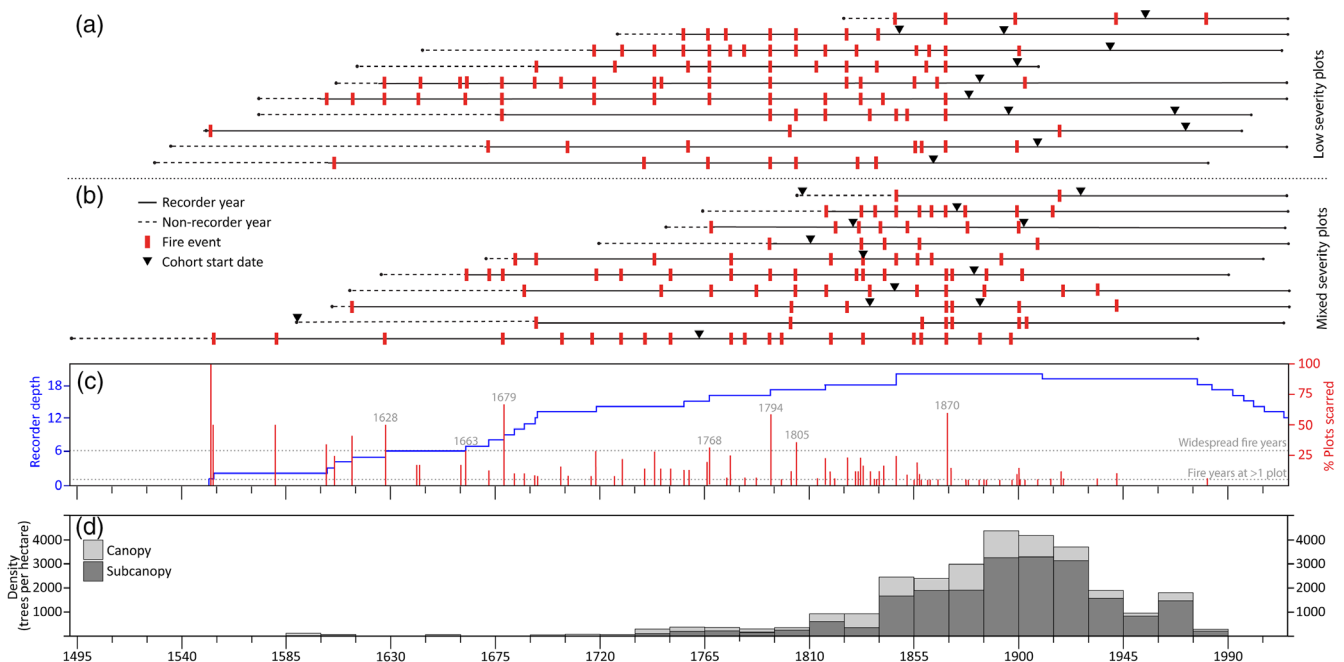 (a)
Low severity plots
(b)
Recorder year
Non-recorder year
Fire event
Cohort start date
Mixed severity plots
(c)
Recorder depth
18
12
6
0
1628
1663
1679
1768
1794
1805
1870
Widespread fire years
Fire years at >1 plot
100
75
50
25
% Plots scarred
(d)
Canopy
Subcanopy
Density
(trees per hectare)
4000
3000
2000
1000
4000
3000
2000
1000
1495 1540 1585 1630 1675 1720 1765 1810 1855 1900 1945 1990